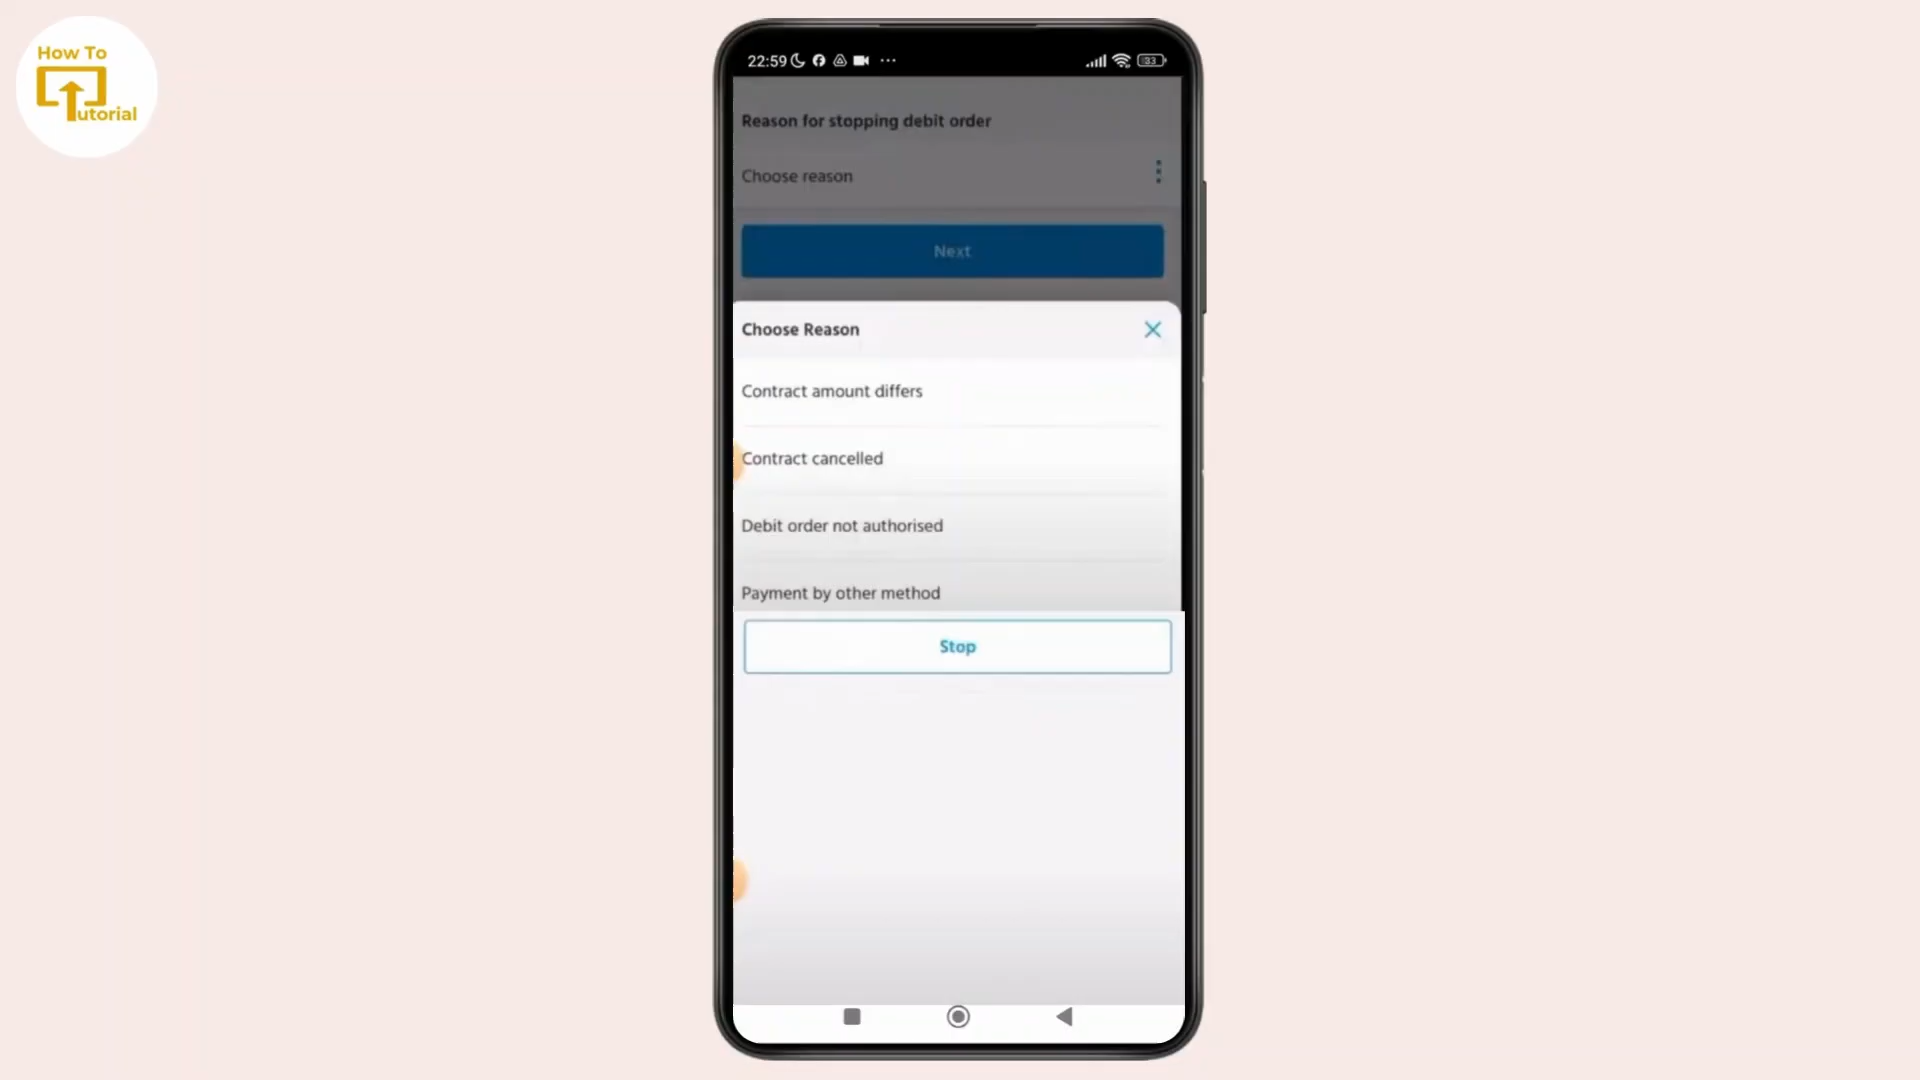 How To
Tutorial
22:59
33
Reason for stopping debit order
Choose reason
Next
Choose Reason
Contract amount differs
Contract cancelled
Debit order not authorised
Payment by other method
Stop